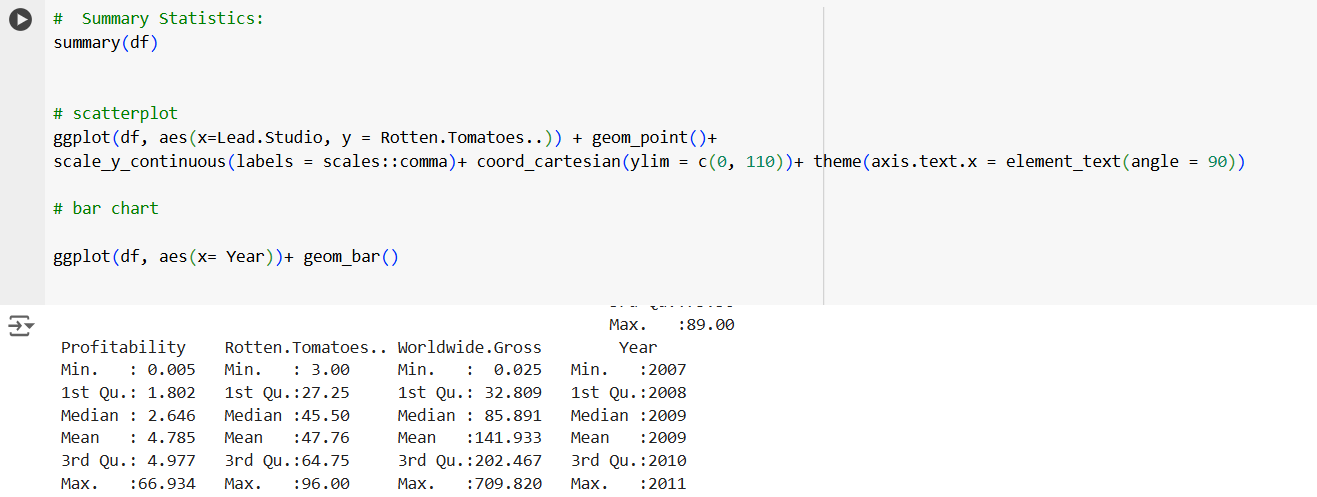 #  Summary Statistics:
summary(df)
# scatterplot
ggplot(df, aes(x=Lead.Studio, y = Rotten.Tomatoes..)) + geom_point()+
scale_y_continuous(labels = scales::comma)+ coord_cartesian(ylim = c(0, 110))+ theme(axis.text.x = element_text(angle = 90))
# bar chart
ggplot(df, aes(x= Year))+ geom_bar()
Max.   :89.00
Profitability    Rotten.Tomatoes.. Worldwide.Gross        Year
Min.   : 0.005   Min.   : 3.00     Min.   :  0.025   Min.   :2007
1st Qu.: 1.802   1st Qu.:27.25     1st Qu.: 32.809   1st Qu.:2008
Median : 2.646   Median :45.50     Median : 85.891   Median :2009
Mean   : 4.785   Mean   :47.76     Mean   :141.933   Mean   :2009
3rd Qu.: 4.977   3rd Qu.:64.75     3rd Qu.:202.467   3rd Qu.:2010
Max.   :66.934   Max.   :96.00     Max.   :709.820   Max.   :2011